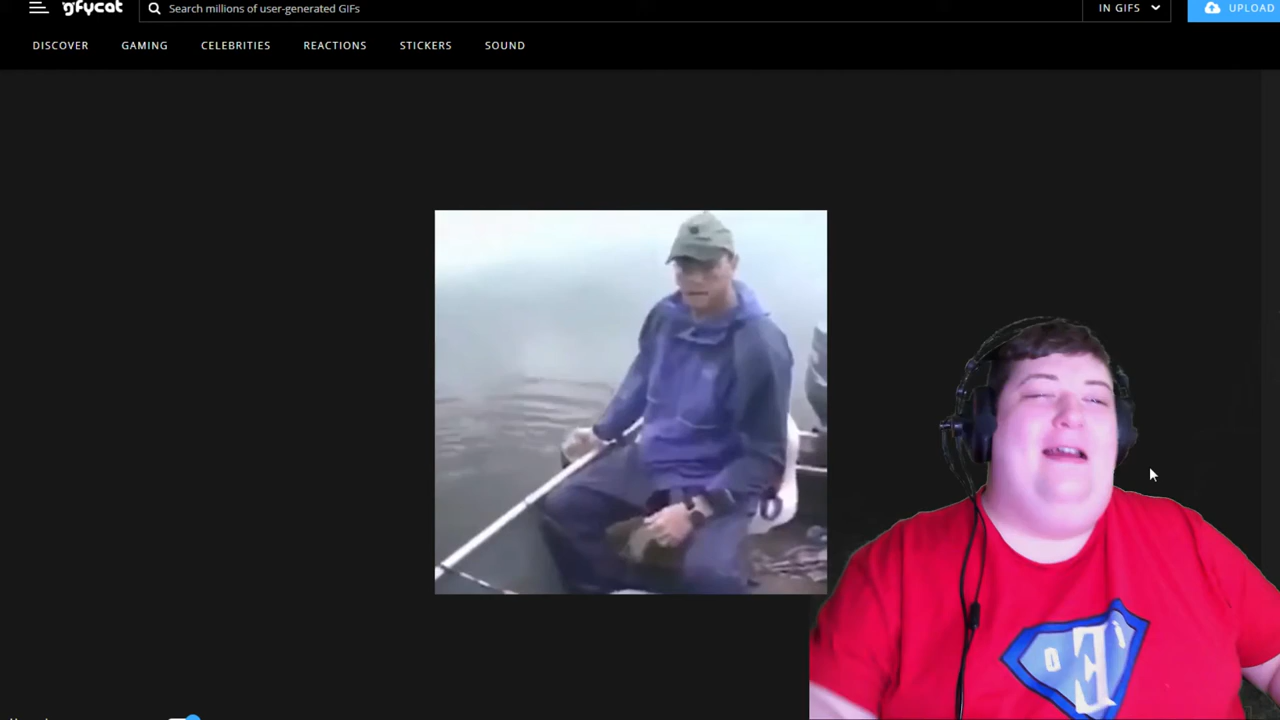 gfycat
Search millions of user-generated GIFs
IN GIFS
UPLOAD
DISCOVER
GAMING
CELEBRITIES
REACTIONS
STICKERS
SOUND